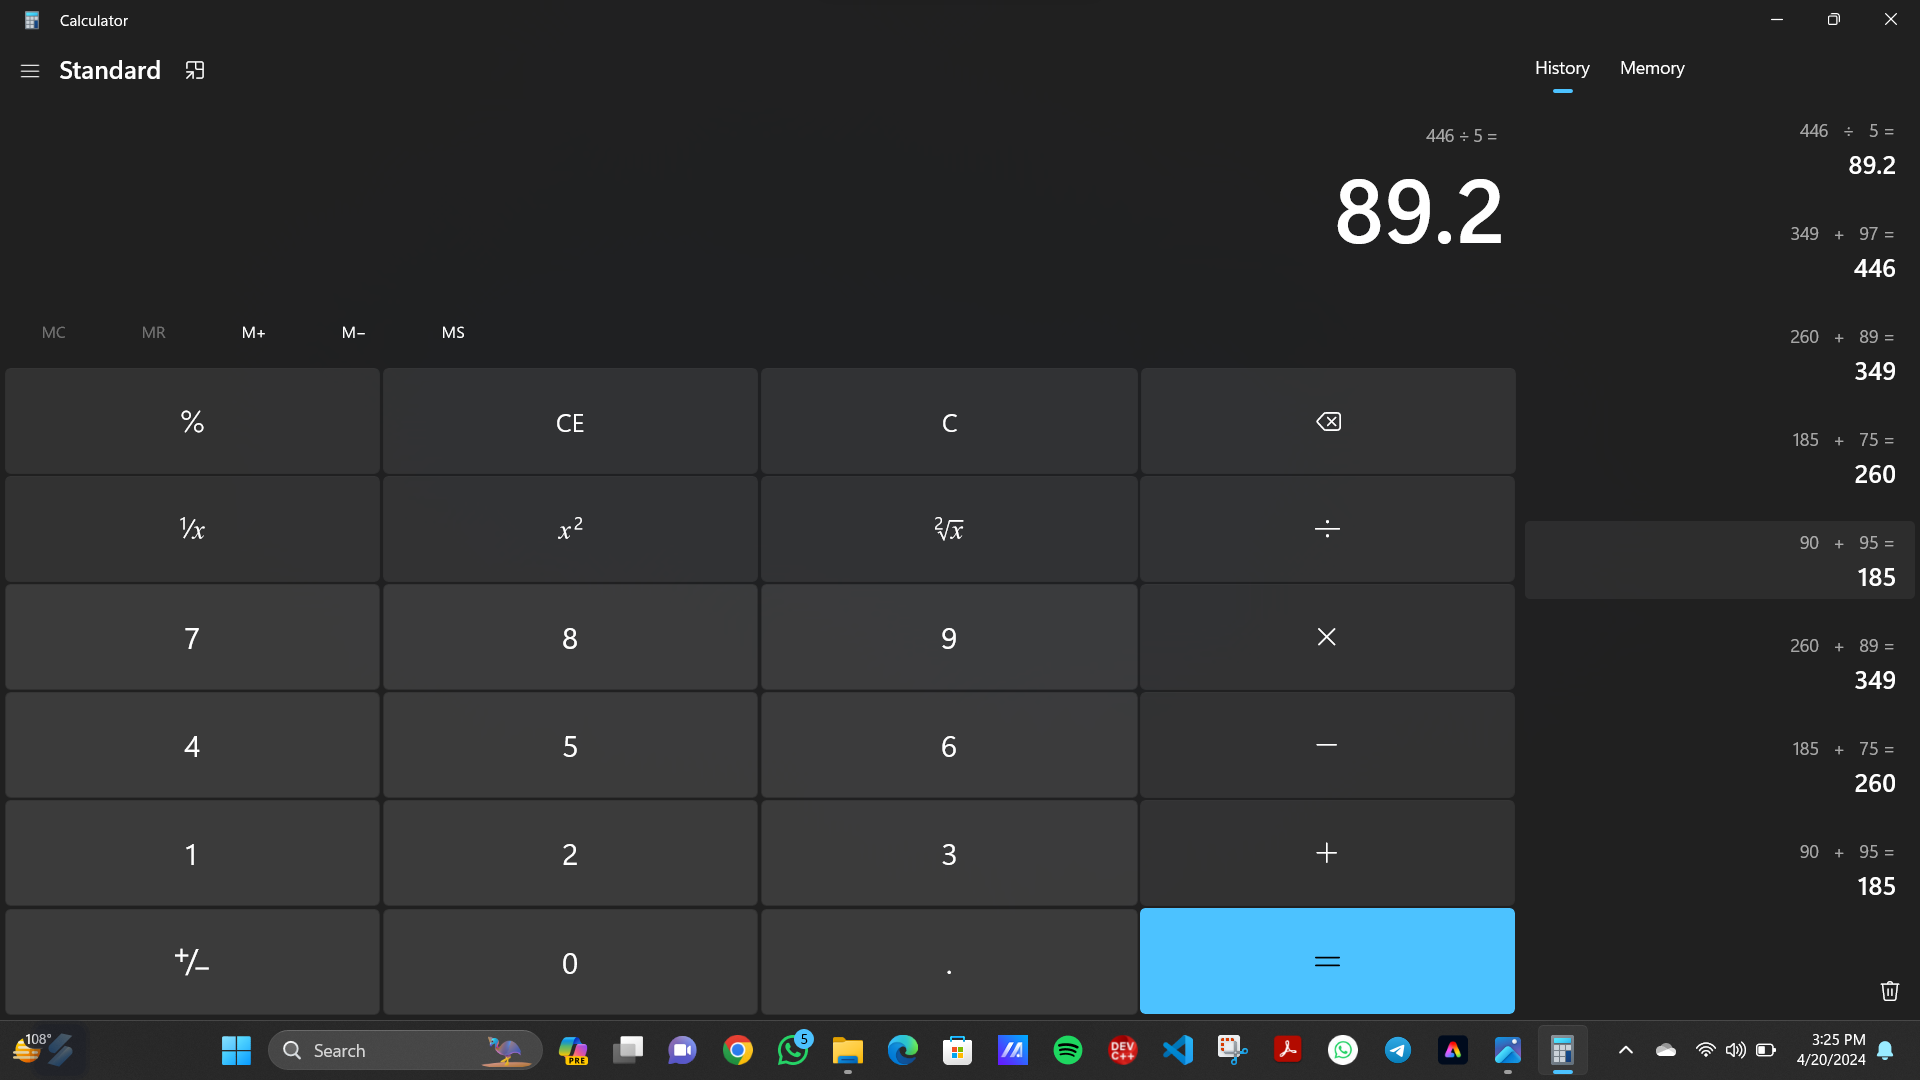 Calculator
Standard
History Memory
446 ÷ 5 =
89.2
446 ÷ 5 =
89.2
349 + 97 =
446
260 + 89 =
349
185 + 75 =
260
90 + 95 =
185
260 + 89 =
349
185 + 75 =
260
90 + 95 =
185
MC MR M+ M− MS
% CE C
¹/x x² ²√x ÷
7 8 9 ×
4 5 6 −
1 2 3 +
+/− 0 . =
108°
Search
PRE
5
DEV C++
3:25 PM
4/20/2024